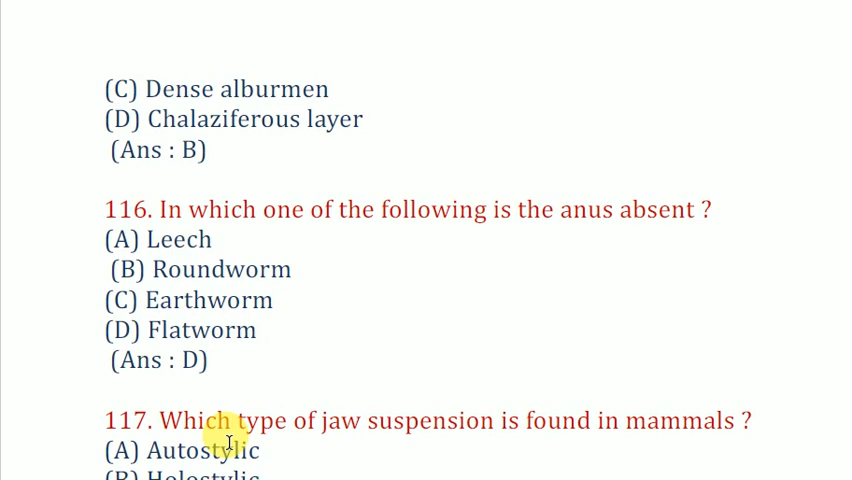 (C) Dense alburmen
(D) Chalaziferous layer
(Ans : B)
116. In which one of the following is the anus absent ?
(A) Leech
(B) Roundworm
(C) Earthworm
(D) Flatworm
(Ans : D)
117. Which type of jaw suspension is found in mammals ?
(A) Autostylic
(B) Holostylic